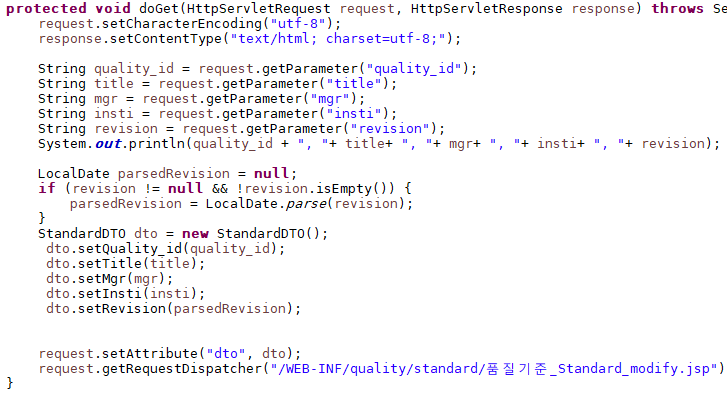 protected void doGet(HttpServletRequest request, HttpServletResponse response) throws Se
request.setCharacterEncoding("utf-8");
response.setContentType("text/html; charset=utf-8;");
String quality_id = request.getParameter("quality_id");
String title = request.getParameter("title");
String mgr = request.getParameter("mgr");
String insti = request.getParameter("insti");
String revision = request.getParameter("revision");
System.out.println(quality_id + ", "+ title+ ", "+ mgr+ ", "+ insti+ ", "+ revision);
LocalDate parsedRevision = null;
if (revision != null && !revision.isEmpty()) {
parsedRevision = LocalDate.parse(revision);
}
StandardDTO dto = new StandardDTO();
dto.setQuality_id(quality_id);
dto.setTitle(title);
dto.setMgr(mgr);
dto.setInsti(insti);
dto.setRevision(parsedRevision);
request.setAttribute("dto", dto);
request.getRequestDispatcher("/WEB-INF/quality/standard/품질기준_Standard_modify.jsp")
}